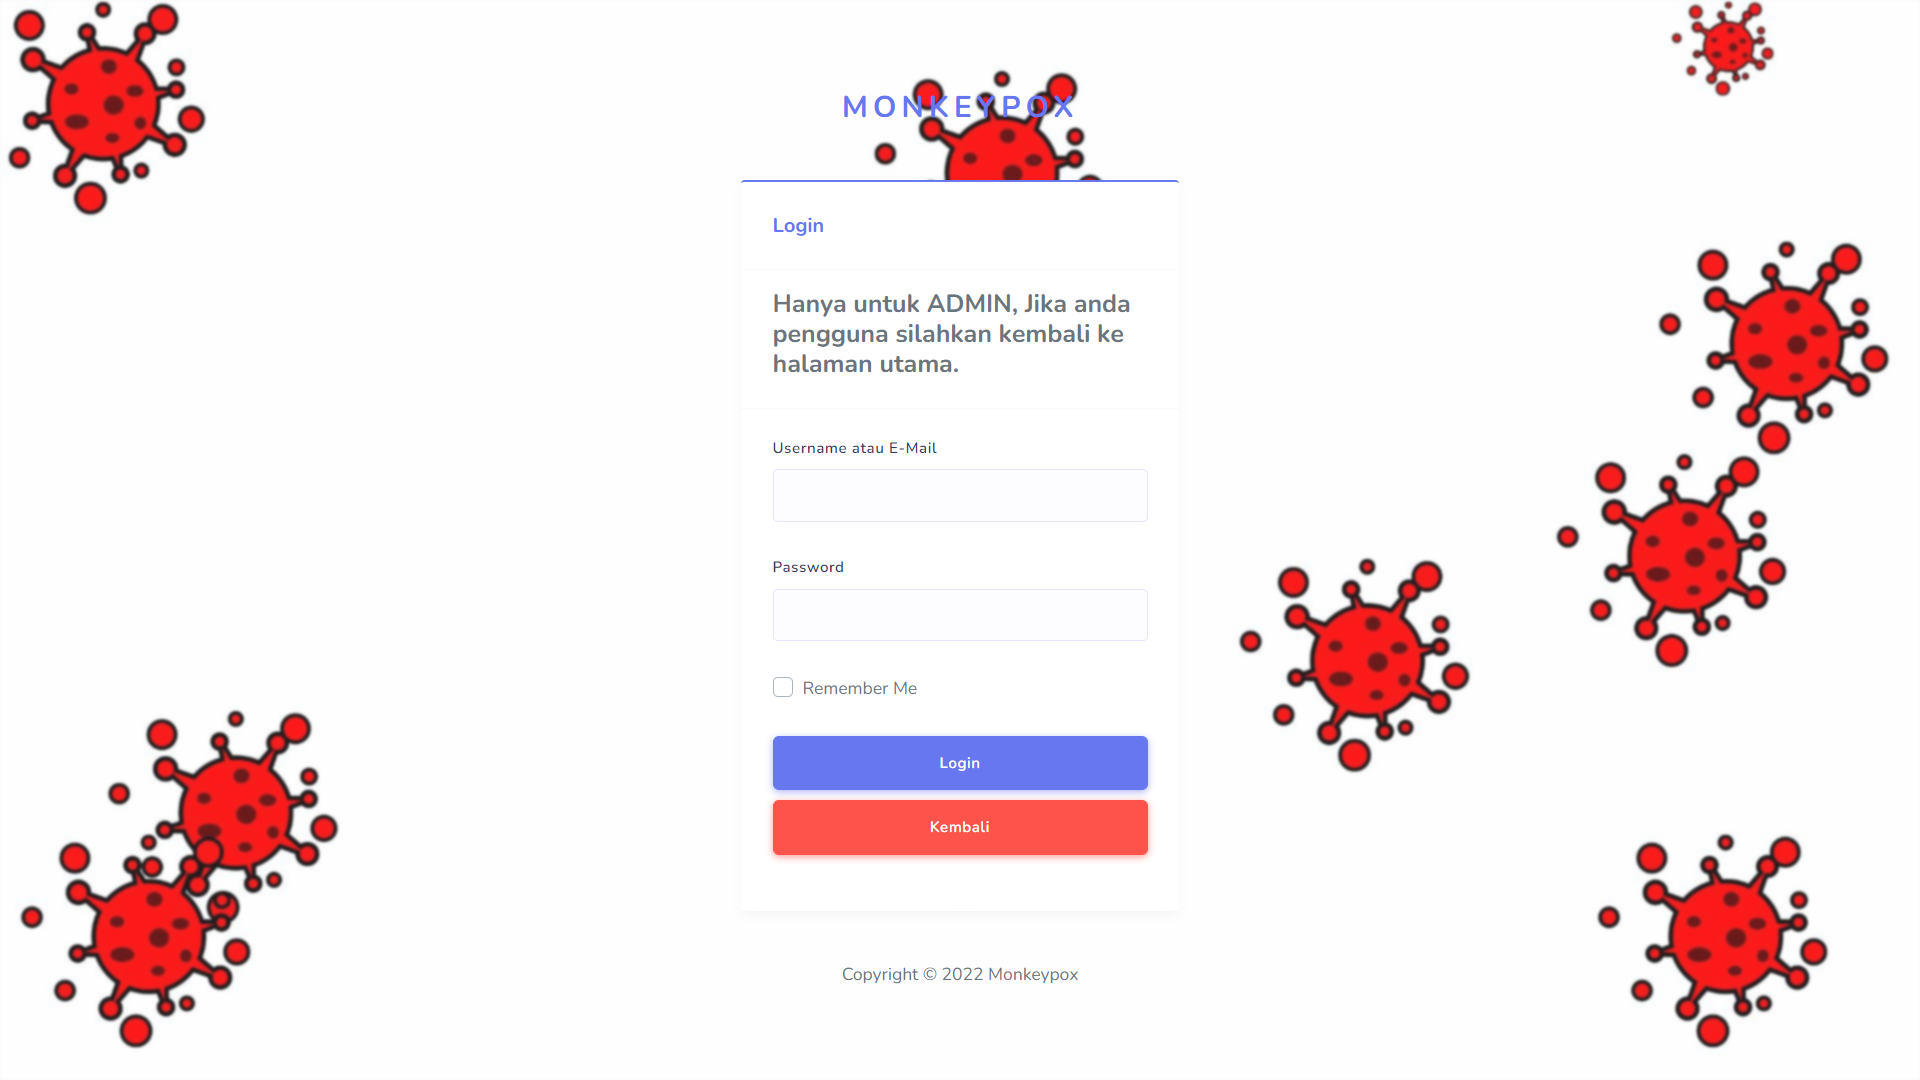 MONKEYPOX
Login
Hanya untuk ADMIN, Jika anda
pengguna silahkan kembali ke
halaman utama.
Username atau E-Mail
Password
Remember Me
Login
Kembali
Copyright © 2022 Monkeypox